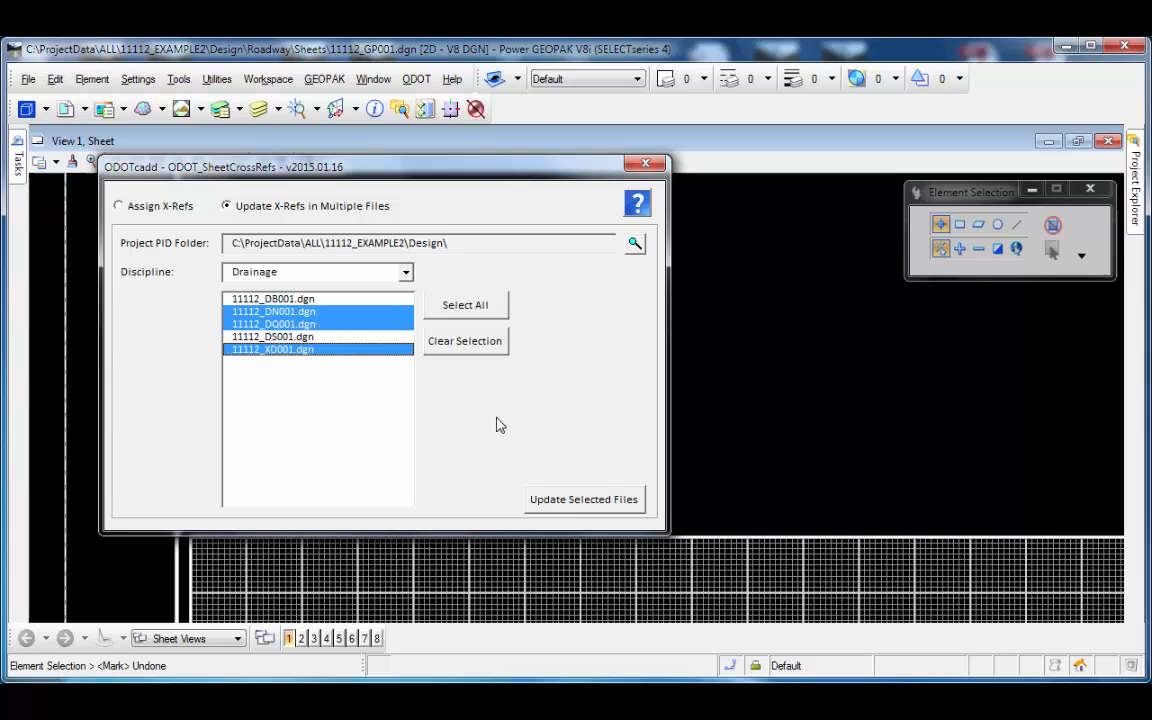 C:\ProjectData\ALL\11112_EXAMPLE2\Design\Roadway\Sheets\11112_GP001.dgn [2D - V8 DGN] - Power GEOPAK V8i (SELECTseries 4)
File Edit Element Settings Tools Utilities Workspace GEOPAK Window ODOT Help Default 0 0 0 0 0
View 1, Sheet
Tasks
Project Explorer
ODOTcadd - ODOT_SheetCrossRefs - v2015.01.16
Element Selection
Assign X-Refs Update X-Refs in Multiple Files ?
Project PID Folder: C:\ProjectData\ALL\11112_EXAMPLE2\Design\
Discipline: Drainage
11112_DB001.dgn
11112_DN001.dgn
11112_DQ001.dgn
11112_DS001.dgn
11112_XD001.dgn
Select All
Clear Selection
Update Selected Files
Sheet Views 1 2 3 4 5 6 7 8
Element Selection > <Mark> Undone Default